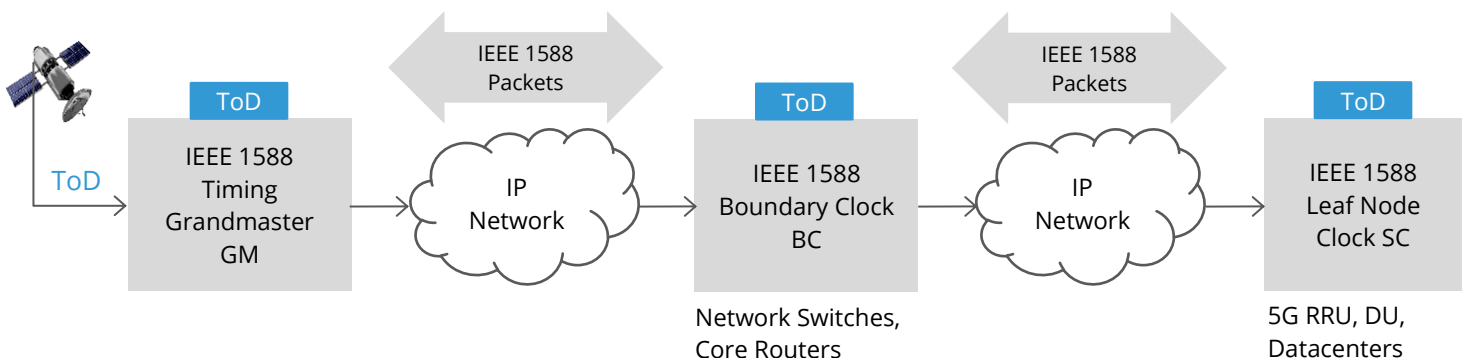 IEEE 1588
Packets
IEEE 1588
Packets
ToD
ToD
ToD
ToD
IEEE 1588
Timing
Grandmaster
GM
IP
Network
IEEE 1588
Boundary Clock
BC
IP
Network
IEEE 1588
Leaf Node
Clock SC
Network Switches,
Core Routers
5G RRU, DU,
Datacenters